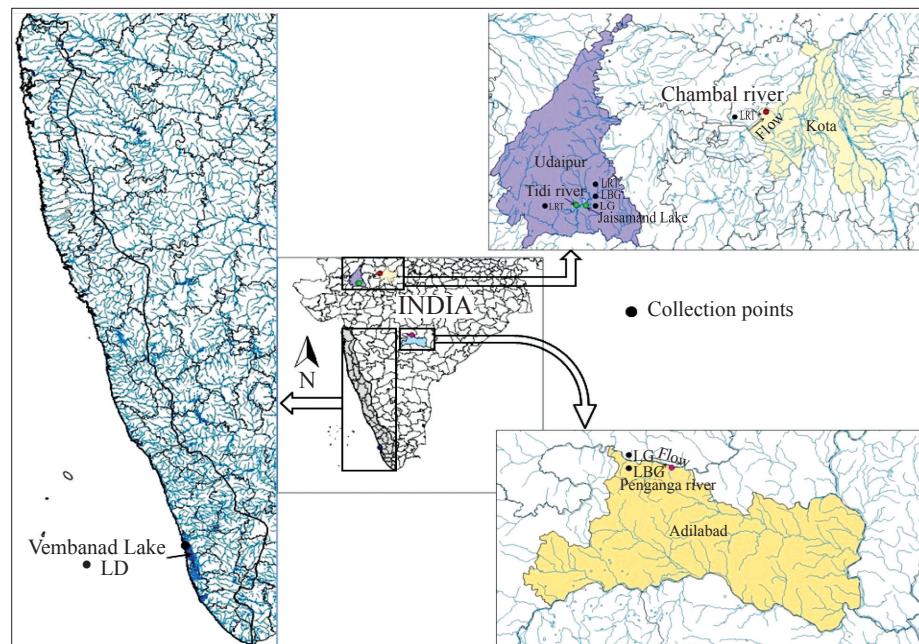 Chambal river
LRT
Flow
Kota
Udaipur
LRT
Tidi river
LBG
LRT
LG
Jaisamand Lake
INDIA
Collection points
N
LG
Flow
LBG
Penganga river
Adilabad
Vembanad Lake
LD